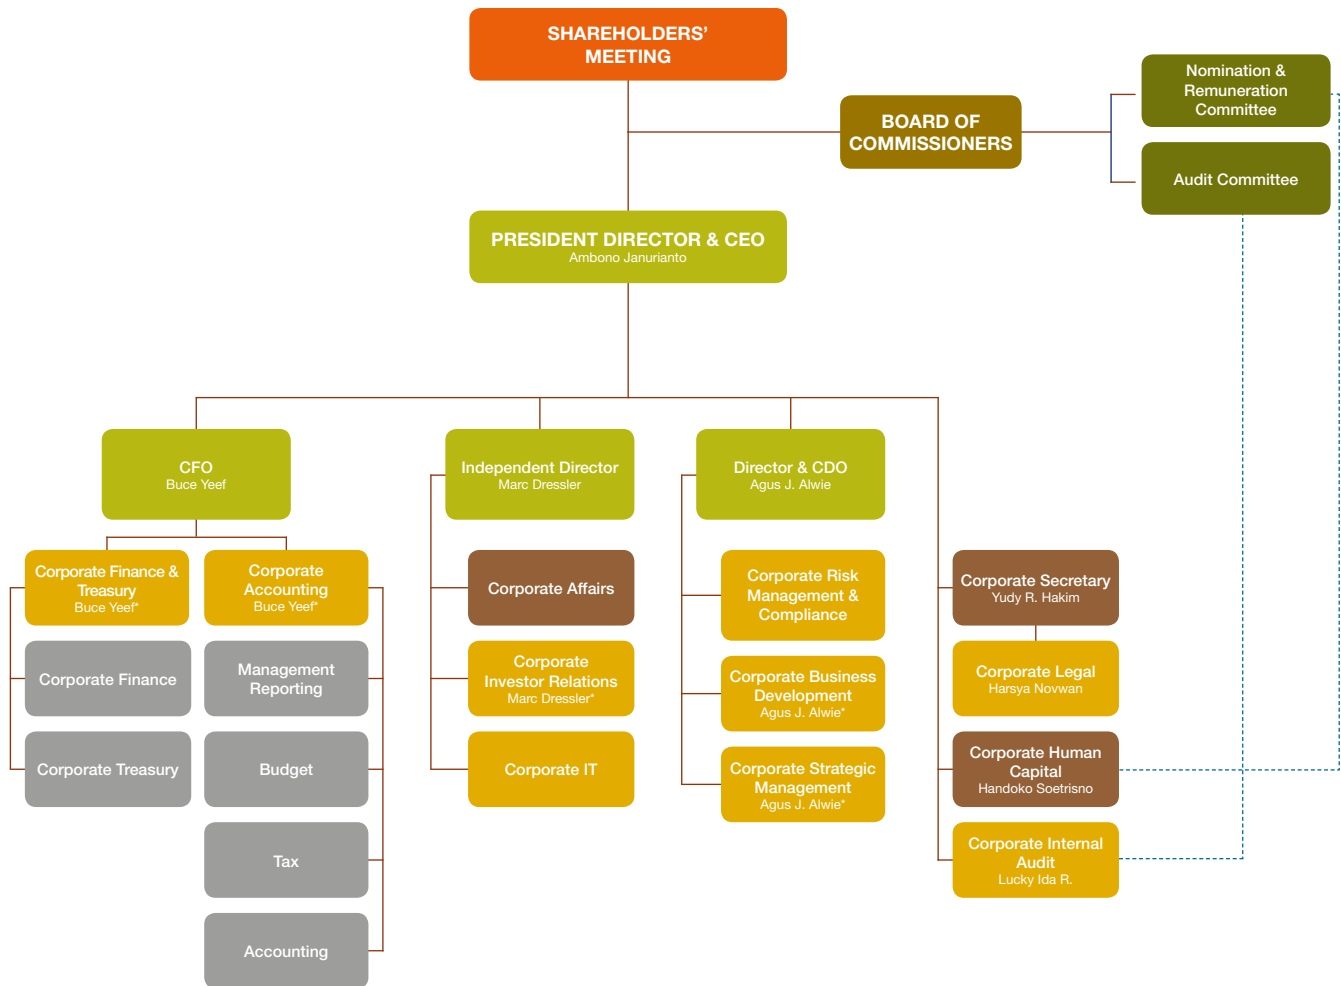 SHAREHOLDERS'
MEETING
Nomination &
Remuneration
Committee
BOARD OF
COMMISSIONERS
Audit Committee
PRESIDENT DIRECTOR & CEO
Ambono Janurianto
CFO
Buce Yeef
Independent Director
Marc Dressler
Director & CDO
Agus J. Alwie
Corporate Finance &
Treasury
Buce Yeef*
Corporate
Accounting
Buce Yeef*
Corporate Affairs
Corporate Risk
Management &
Compliance
Corporate Secretary
Yudy R. Hakim
Corporate Finance
Management
Reporting
Corporate
Investor Relations
Marc Dressler*
Corporate Business
Development
Agus J. Alwie*
Corporate Legal
Harsya Novwan
Corporate Treasury
Budget
Corporate IT
Corporate Strategic
Management
Agus J. Alwie*
Corporate Human
Capital
Handoko Soetrisno
Tax
Corporate Internal
Audit
Lucky Ida R.
Accounting